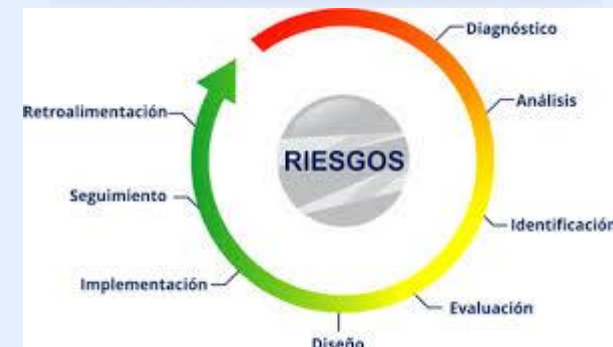 Diagnóstico
Análisis
Identificación
Evaluación
Diseño
Implementación
Seguimiento
Retroalimentación
RIESGOS